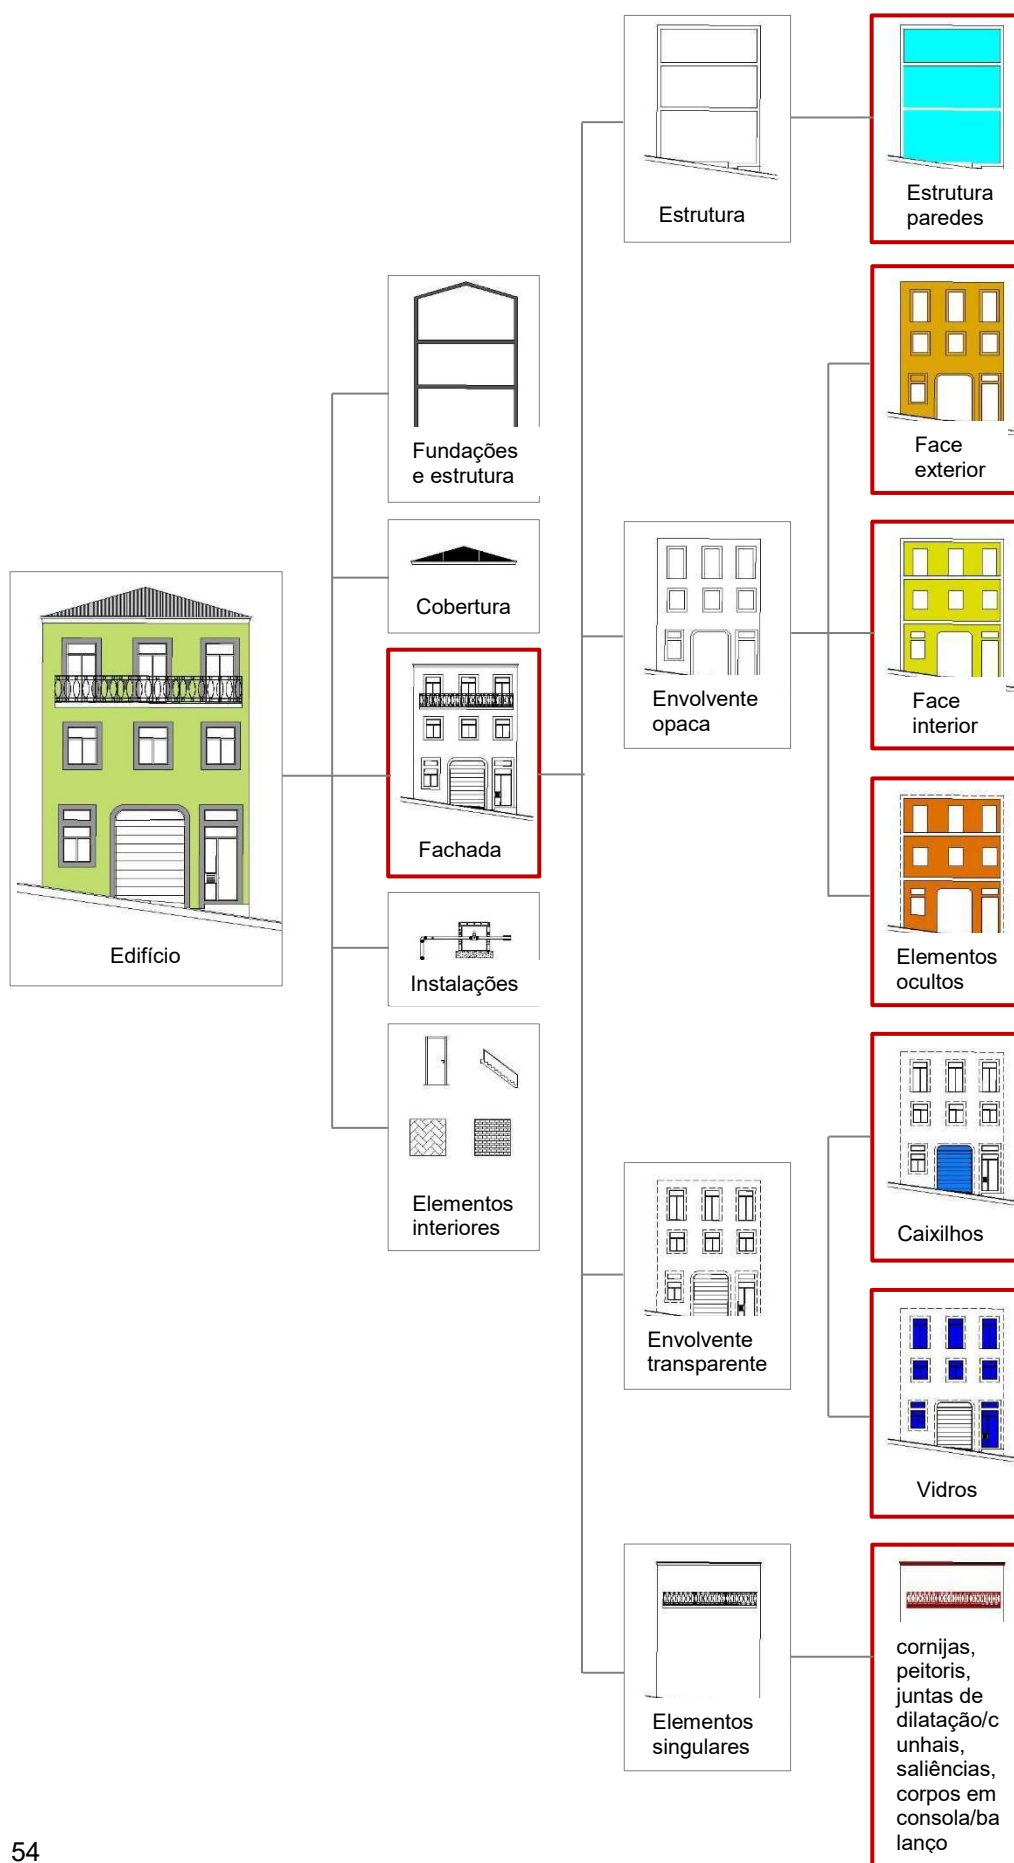 Estrutura
Estrutura
paredes
Fundações
e estrutura
Face
exterior
Cobertura
Envolvente
opaca
Face
interior
Fachada
Edifício
Instalações
Elementos
ocultos
Elementos
interiores
Caixilhos
Envolvente
transparente
Vidros
Elementos
singulares
cornijas,
peitoris,
juntas de
dilatação/c
unhais,
saliências,
corpos em
consola/ba
lanço
54